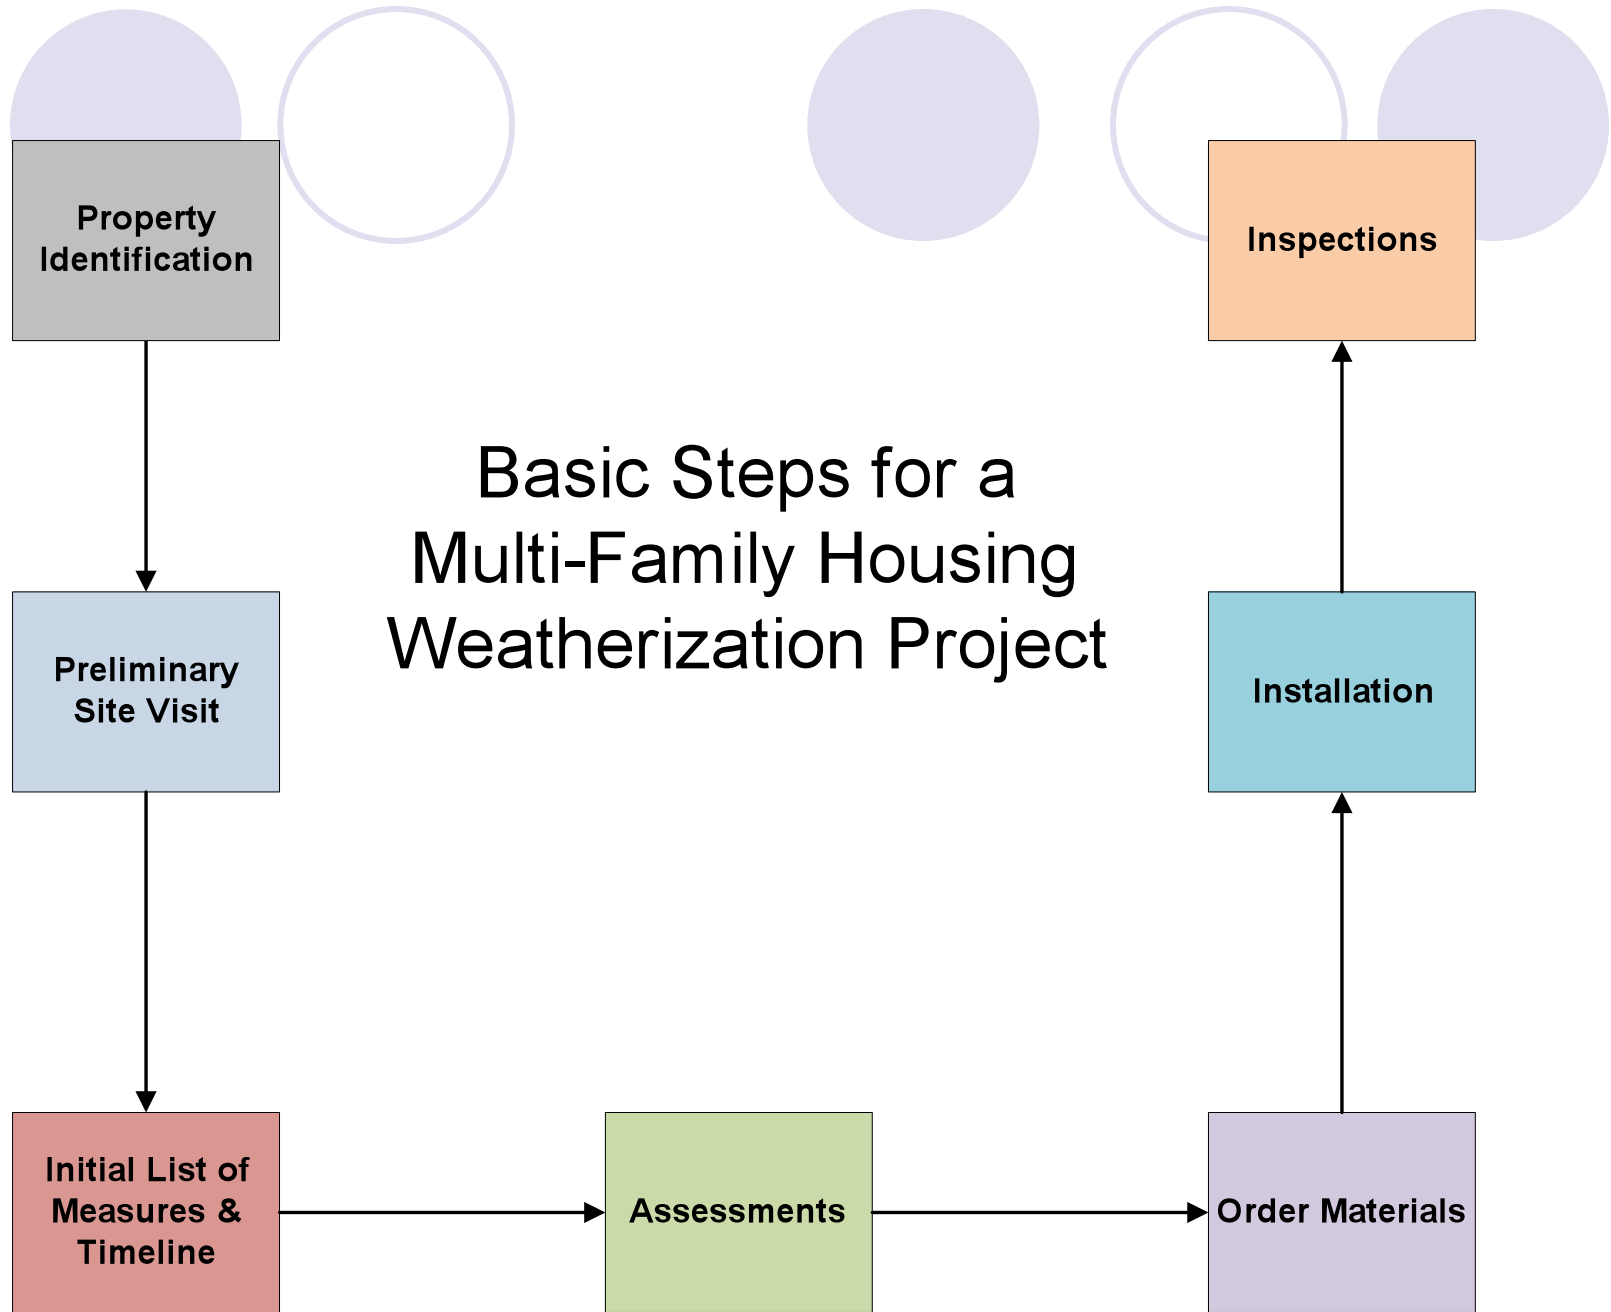 Property
Identification
Inspections
Basic Steps for a
Multi-Family Housing
Weatherization Project
Preliminary
Site Visit
Installation
Initial List of
Measures &
Timeline
Assessments
Order Materials